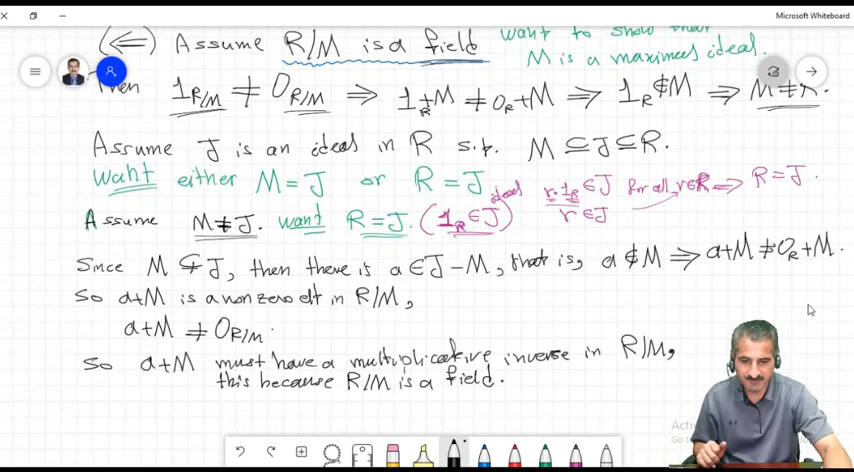 Microsoft Whiteboard
(⇐) Assume R/M is a field want to show that
M is a maximal ideal.
Then 1_{R/M} ≠ 0_{R/M} ⇒ 1_R+M ≠ 0_R+M ⇒ 1_R ∉ M ⇒ M ≠ R.
Assume J is an ideal in R s.t. M ⊆ J ⊆ R.
Want either M = J or R = J
ideal r·1_R ∈ J for all r∈R ⇒ R = J.
Assume M ≠ J. want R = J. (1_R ∈ J) r ∈ J
Since M ⊊ J, then there is a ∈ J-M, that is, a ∉ M ⇒ a+M ≠ 0_R+M.
So a+M is a nonzero elt in R/M,
a+M ≠ 0_{R/M}.
So a+M must have a multiplicative inverse in R/M,
this because R/M is a field.